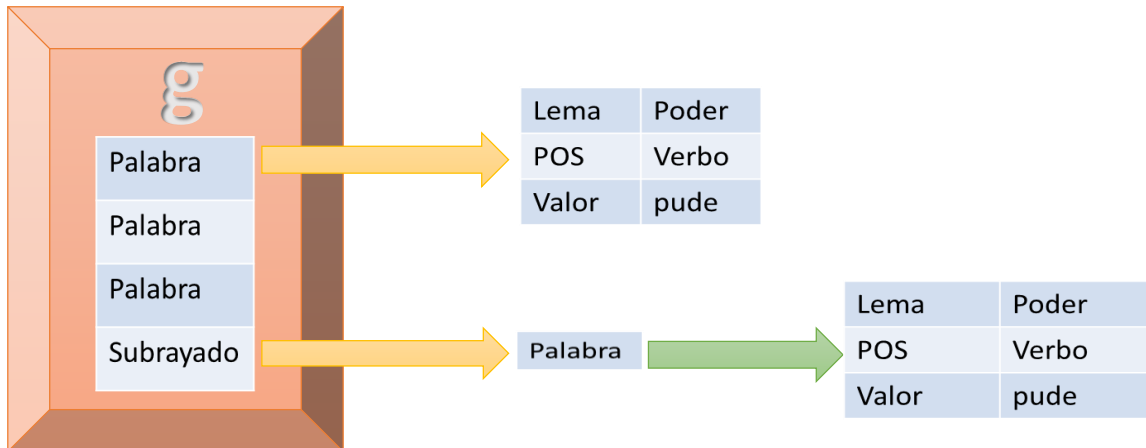 g
Palabra
Palabra
Palabra
Subrayado
Lema Poder
POS Verbo
Valor pude
Palabra
Lema Poder
POS Verbo
Valor pude